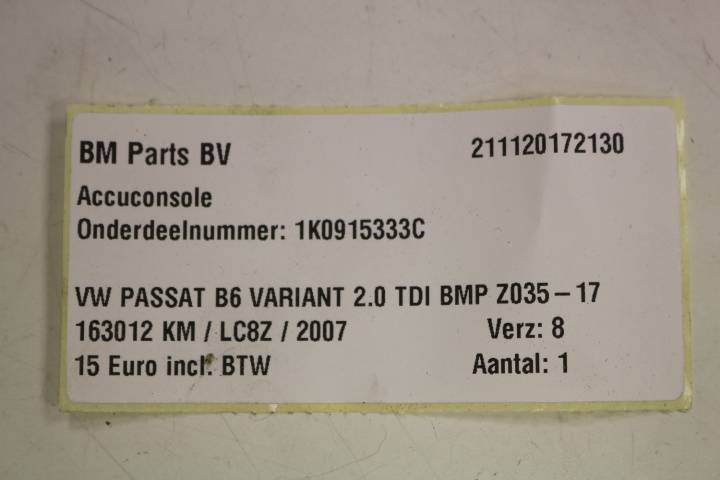 BM Parts BV 211120172130
Accuconsole
Onderdeelnummer: 1K0915333C
VW PASSAT B6 VARIANT 2.0 TDI BMP Z035-17
163012 KM / LC8Z / 2007 Verz: 8
15 Euro incl. BTW Aantal: 1